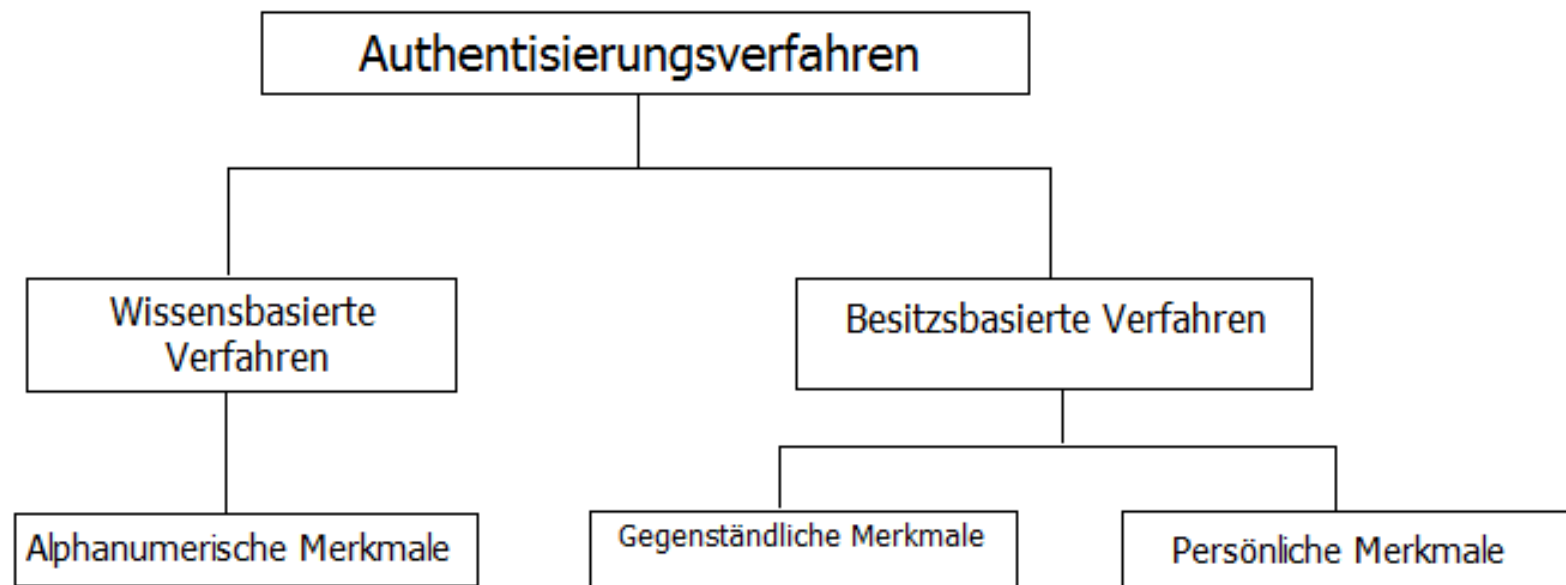 Authentisierungsverfahren
Wissensbasierte
Verfahren
Besitzsbasierte Verfahren
Alphanumerische Merkmale
Gegenständliche Merkmale
Persönliche Merkmale